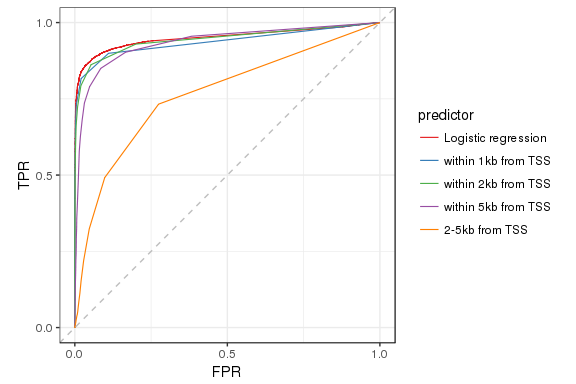 1.0
0.5
0.0
TPR
0.0 0.5 1.0
FPR
predictor
Logistic regression
within 1kb from TSS
within 2kb from TSS
within 5kb from TSS
2-5kb from TSS